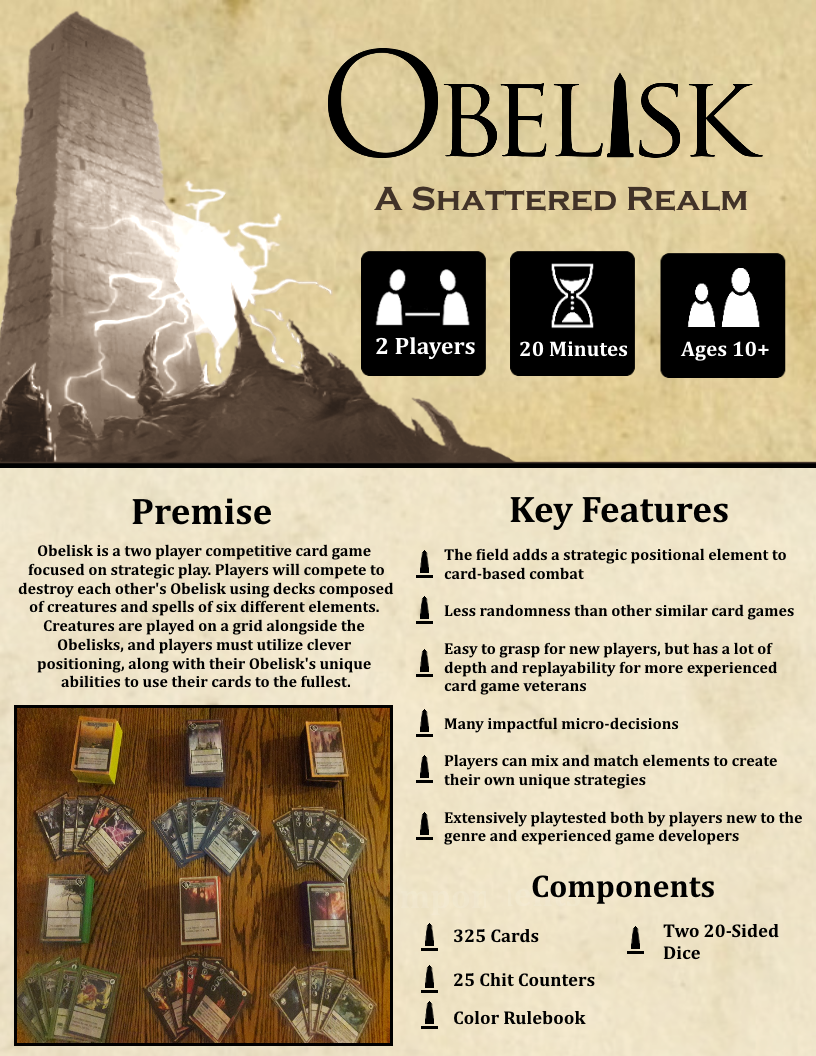 OBELISK
A SHATTERED REALM
2 Players
20 Minutes
Ages 10+
Premise
Obelisk is a two player competitive card game
focused on strategic play. Players will compete to
destroy each other's Obelisk using decks composed
of creatures and spells of six different elements.
Creatures are played on a grid alongside the
Obelisks, and players must utilize clever
positioning, along with their Obelisk's unique
abilities to use their cards to the fullest.
Key Features
The field adds a strategic positional element to
card-based combat
Less randomness than other similar card games
Easy to grasp for new players, but has a lot of
depth and replayability for more experienced
card game veterans
Many impactful micro-decisions
Players can mix and match elements to create
their own unique strategies
Extensively playtested both by players new to the
genre and experienced game developers
Components
325 Cards
25 Chit Counters
Color Rulebook
Two 20-Sided
Dice